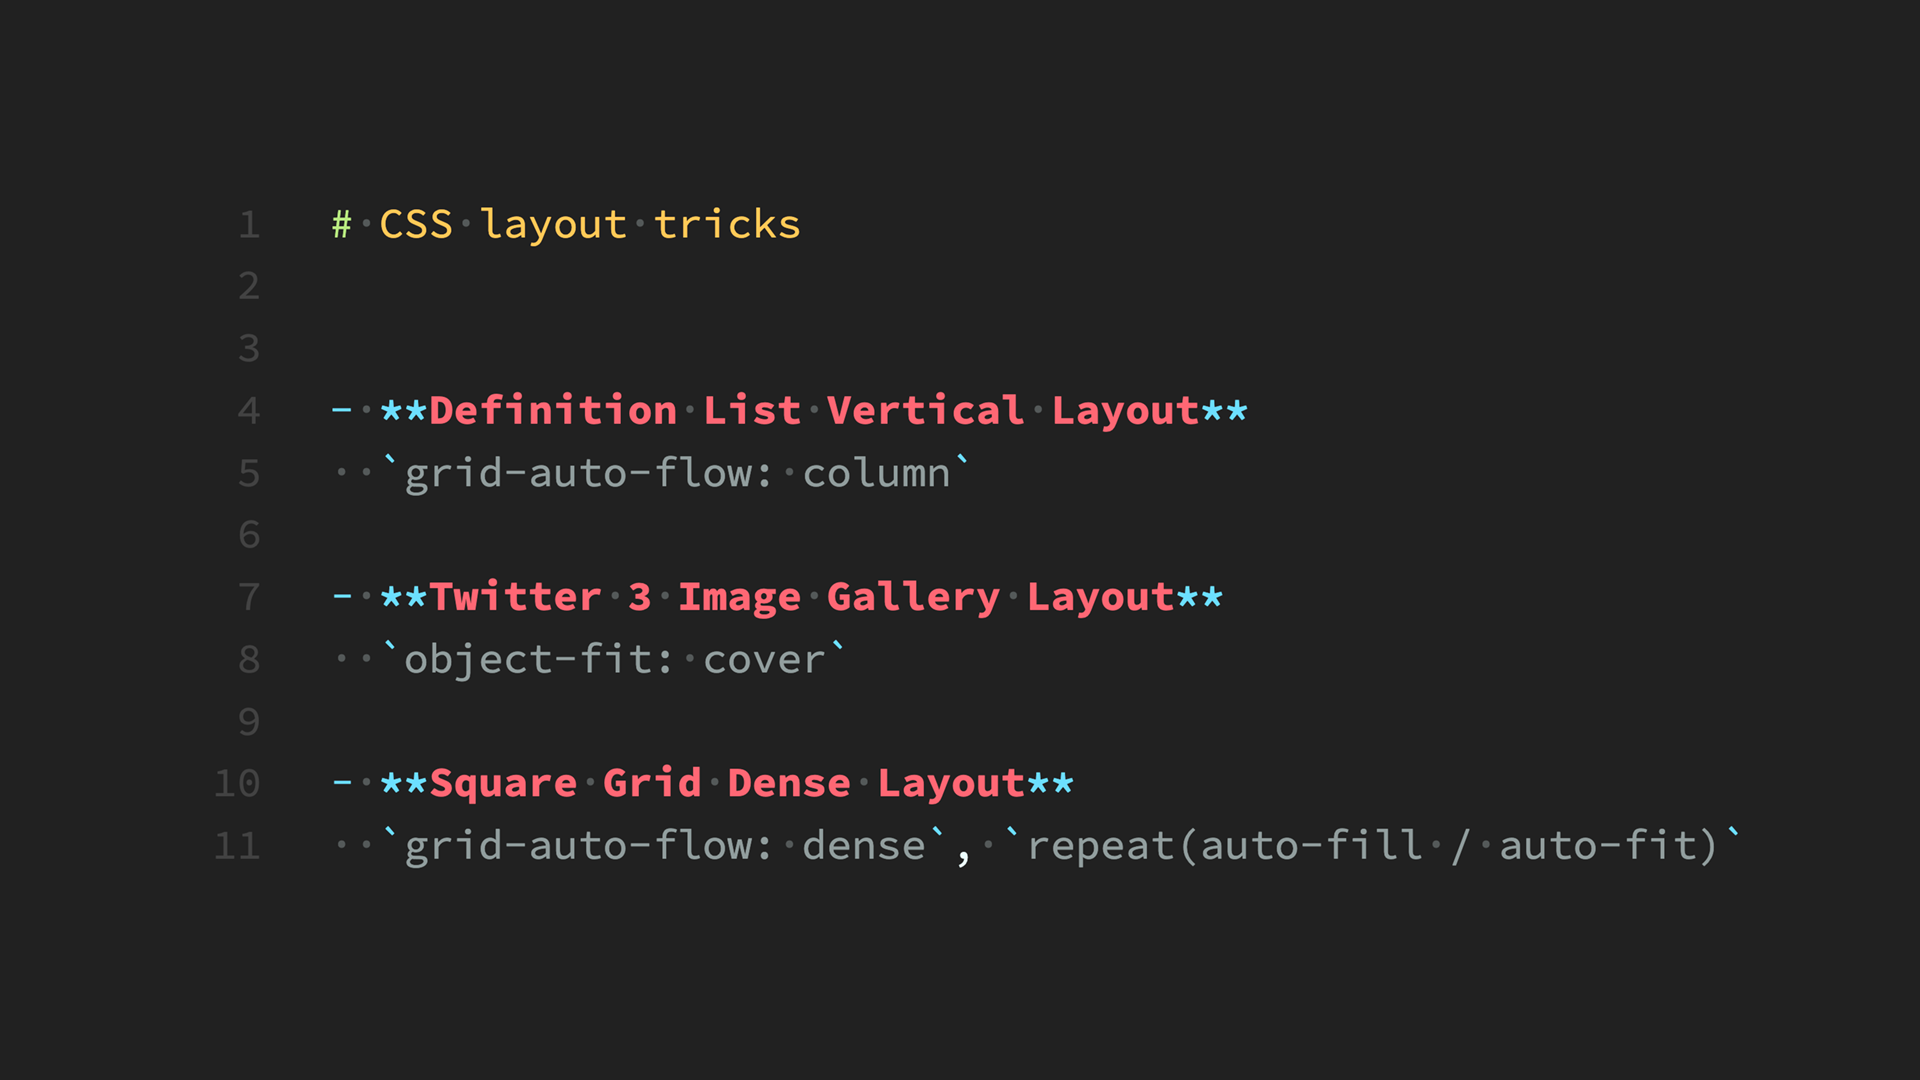 1 # CSS layout tricks
2
3
4 - **Definition List Vertical Layout**
5   `grid-auto-flow: column`
6
7 - **Twitter 3 Image Gallery Layout**
8   `object-fit: cover`
9
10 - **Square Grid Dense Layout**
11   `grid-auto-flow: dense`, `repeat(auto-fill / auto-fit)`